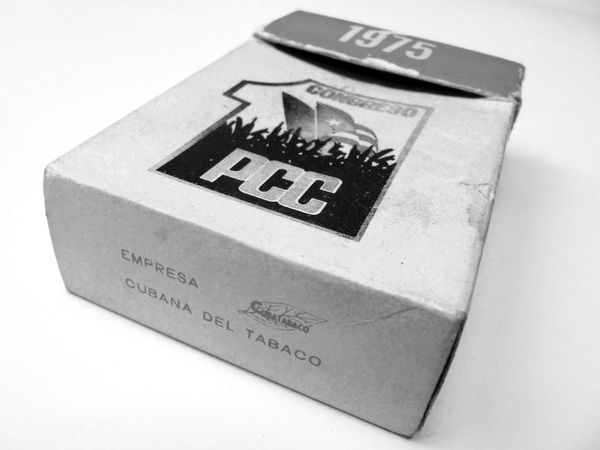 1975
CONGRESO
PCC
EMPRESA
CUBATABACO
CUBANA DEL TABACO